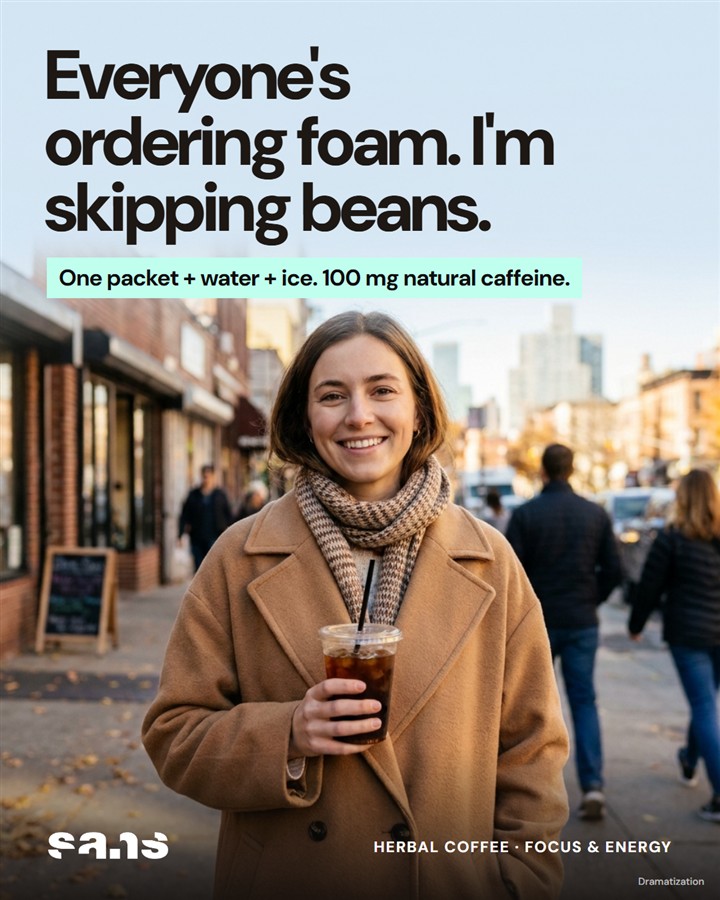 Everyone's
ordering foam. I'm
skipping beans.
One packet + water + ice. 100 mg natural caffeine.
sans
HERBAL COFFEE · FOCUS & ENERGY
Dramatization